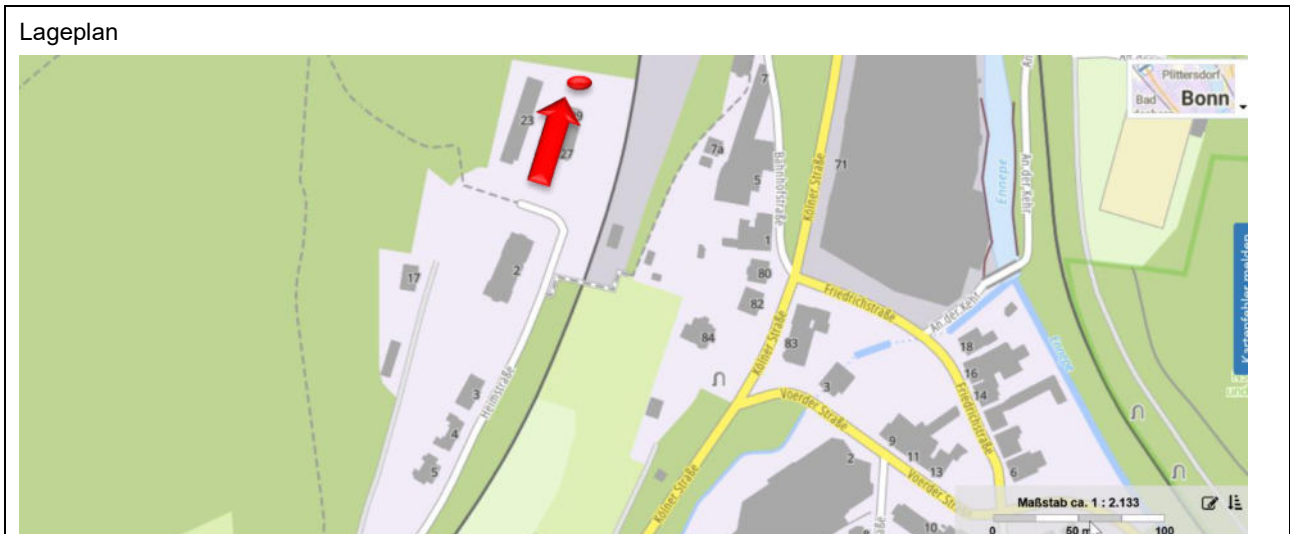 Lageplan
Plittersdorf
Bad
Bonn
7
23
27
7a
71
5
Bahnhofstraße
Kölner Straße
Ennepe
An der Kehr
1
17
2
80
82
Friedrichstraße
An der Kehr
84
83
Kölner Straße
18
Ennepe
Kartenfehler melden
3
Heimstraße
3
16
14
Voerder Straße
Friedrichstraße
4
5
9
11
13
2
6
Kölner Straße
Voerder
10
Maßstab ca. 1 : 2.133
0
50
100